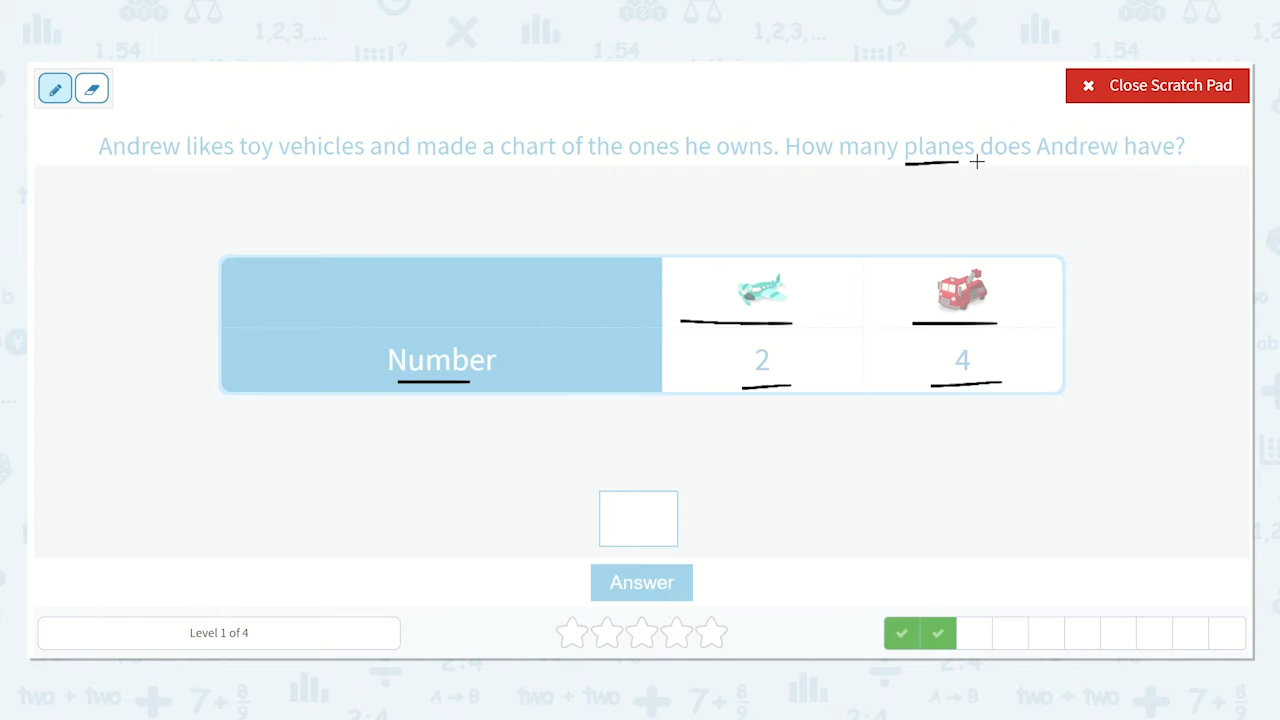 Close Scratch Pad
Andrew likes toy vehicles and made a chart of the ones he owns. How many planes does Andrew have?
Number 2 4
Answer
Level 1 of 4